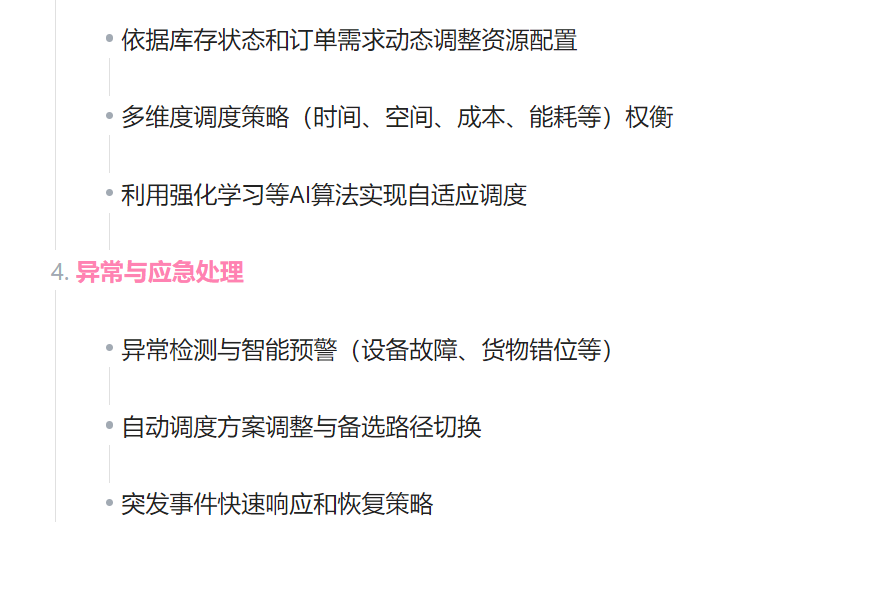 依据库存状态和订单需求动态调整资源配置
多维度调度策略（时间、空间、成本、能耗等）权衡
利用强化学习等AI算法实现自适应调度
4. 异常与应急处理
异常检测与智能预警（设备故障、货物错位等）
自动调度方案调整与备选路径切换
突发事件快速响应和恢复策略